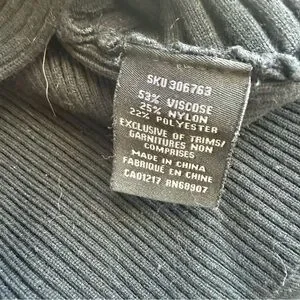 SKU 306763
53% VISCOSE
25% NYLON
22% POLYESTER
EXCLUSIVE OF TRIMS/
GARNITURES NON
COMPRISES
MADE IN CHINA
FABRIQUÉ EN CHINE
CA01217 RN68907